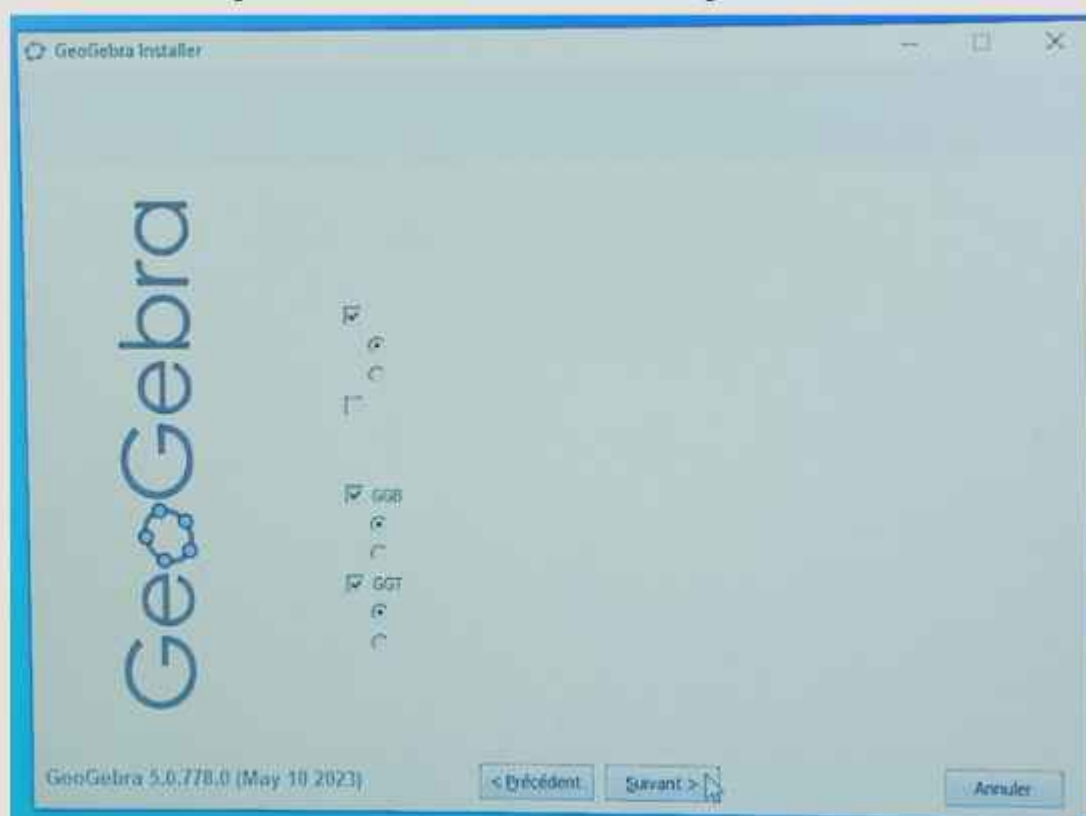 GeoGebra Installer
GeoGebra
GGB
GGT
GeoGebra 5.0.778.0 (May 10 2023)
< Précédent
Suivant >
Annuler